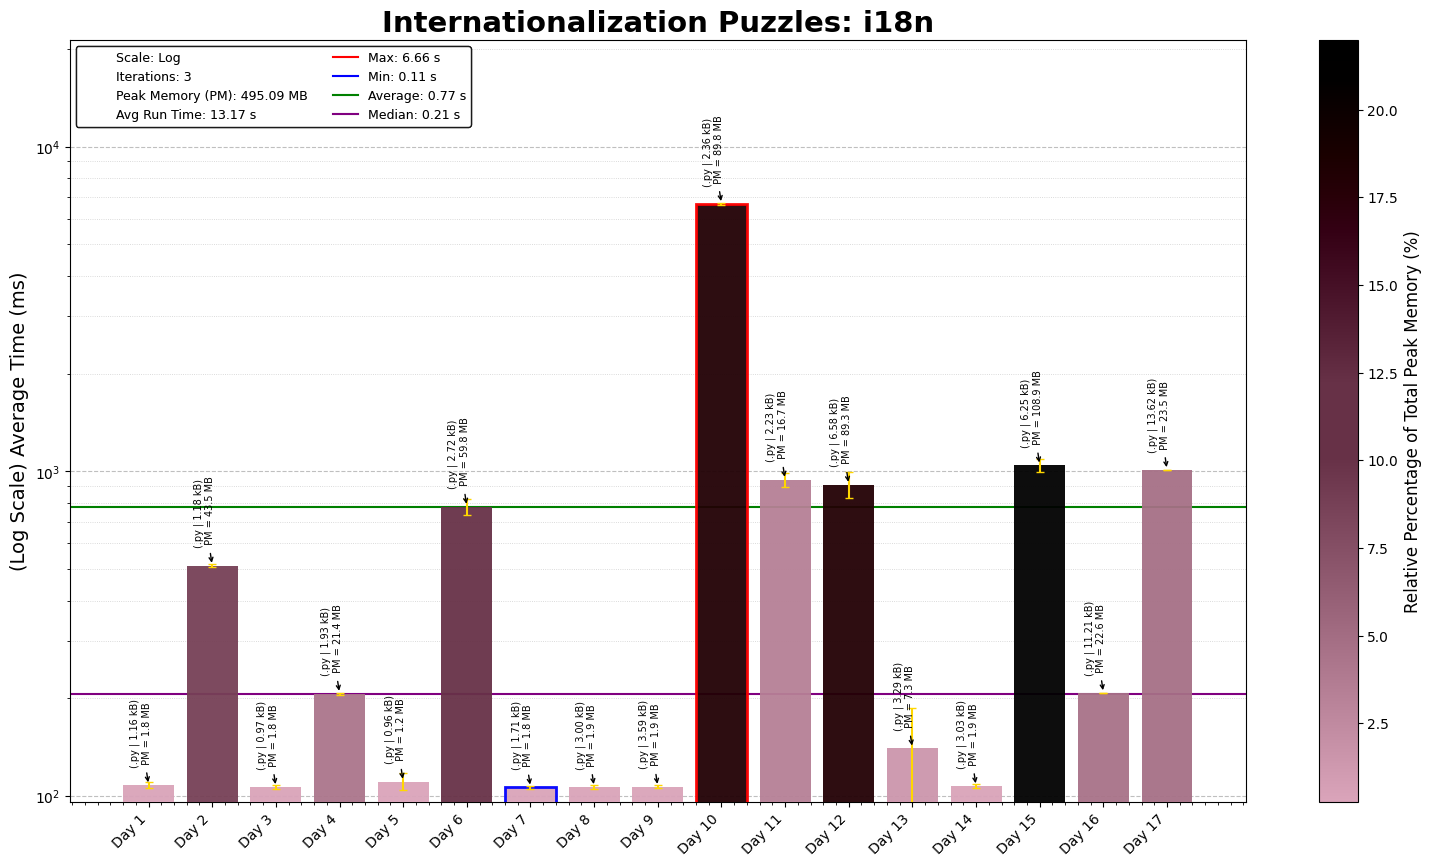 Internationalization Puzzles: i18n
Scale: Log
Iterations: 3
Peak Memory (PM): 495.09 MB
Avg Run Time: 13.17 s
Max: 6.66 s
Min: 0.11 s
Average: 0.77 s
Median: 0.21 s
(Log Scale) Average Time (ms)
10⁴
10³
10²
(.py | 1.16 kB)
PM = 1.8 MB
(.py | 1.18 kB)
PM = 43.5 MB
(.py | 0.97 kB)
PM = 1.8 MB
(.py | 1.93 kB)
PM = 21.4 MB
(.py | 0.96 kB)
PM = 1.2 MB
(.py | 2.72 kB)
PM = 59.8 MB
(.py | 1.71 kB)
PM = 1.8 MB
(.py | 3.00 kB)
PM = 1.9 MB
(.py | 3.59 kB)
PM = 1.9 MB
(.py | 2.36 kB)
PM = 89.8 MB
(.py | 2.23 kB)
PM = 16.7 MB
(.py | 6.58 kB)
PM = 89.3 MB
(.py | 3.29 kB)
PM = 7.3 MB
(.py | 3.03 kB)
PM = 1.9 MB
(.py | 6.25 kB)
PM = 108.9 MB
(.py | 11.21 kB)
PM = 22.6 MB
(.py | 13.62 kB)
PM = 23.5 MB
Day 1
Day 2
Day 3
Day 4
Day 5
Day 6
Day 7
Day 8
Day 9
Day 10
Day 11
Day 12
Day 13
Day 14
Day 15
Day 16
Day 17
20.0
17.5
15.0
12.5
10.0
7.5
5.0
2.5
Relative Percentage of Total Peak Memory (%)